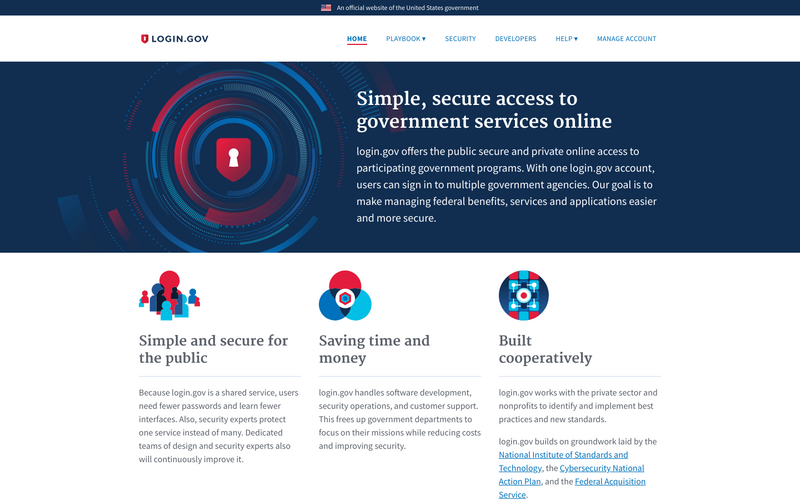 An official website of the United States government
LOGIN.GOV
HOME
PLAYBOOK ▾
SECURITY
DEVELOPERS
HELP ▾
MANAGE ACCOUNT
Simple, secure access to
government services online
login.gov offers the public secure and private online access to
participating government programs. With one login.gov account,
users can sign in to multiple government agencies. Our goal is to
make managing federal benefits, services and applications easier
and more secure.
Simple and secure for
the public
Because login.gov is a shared service, users
need fewer passwords and learn fewer
interfaces. Also, security experts protect
one service instead of many. Dedicated
teams of design and security experts also
will continuously improve it.
Saving time and
money
login.gov handles software development,
security operations, and customer support.
This frees up government departments to
focus on their missions while reducing costs
and improving security.
Built
cooperatively
login.gov works with the private sector and
nonprofits to identify and implement best
practices and new standards.
login.gov builds on groundwork laid by the
National Institute of Standards and
Technology, the Cybersecurity National
Action Plan, and the Federal Acquisition
Service.